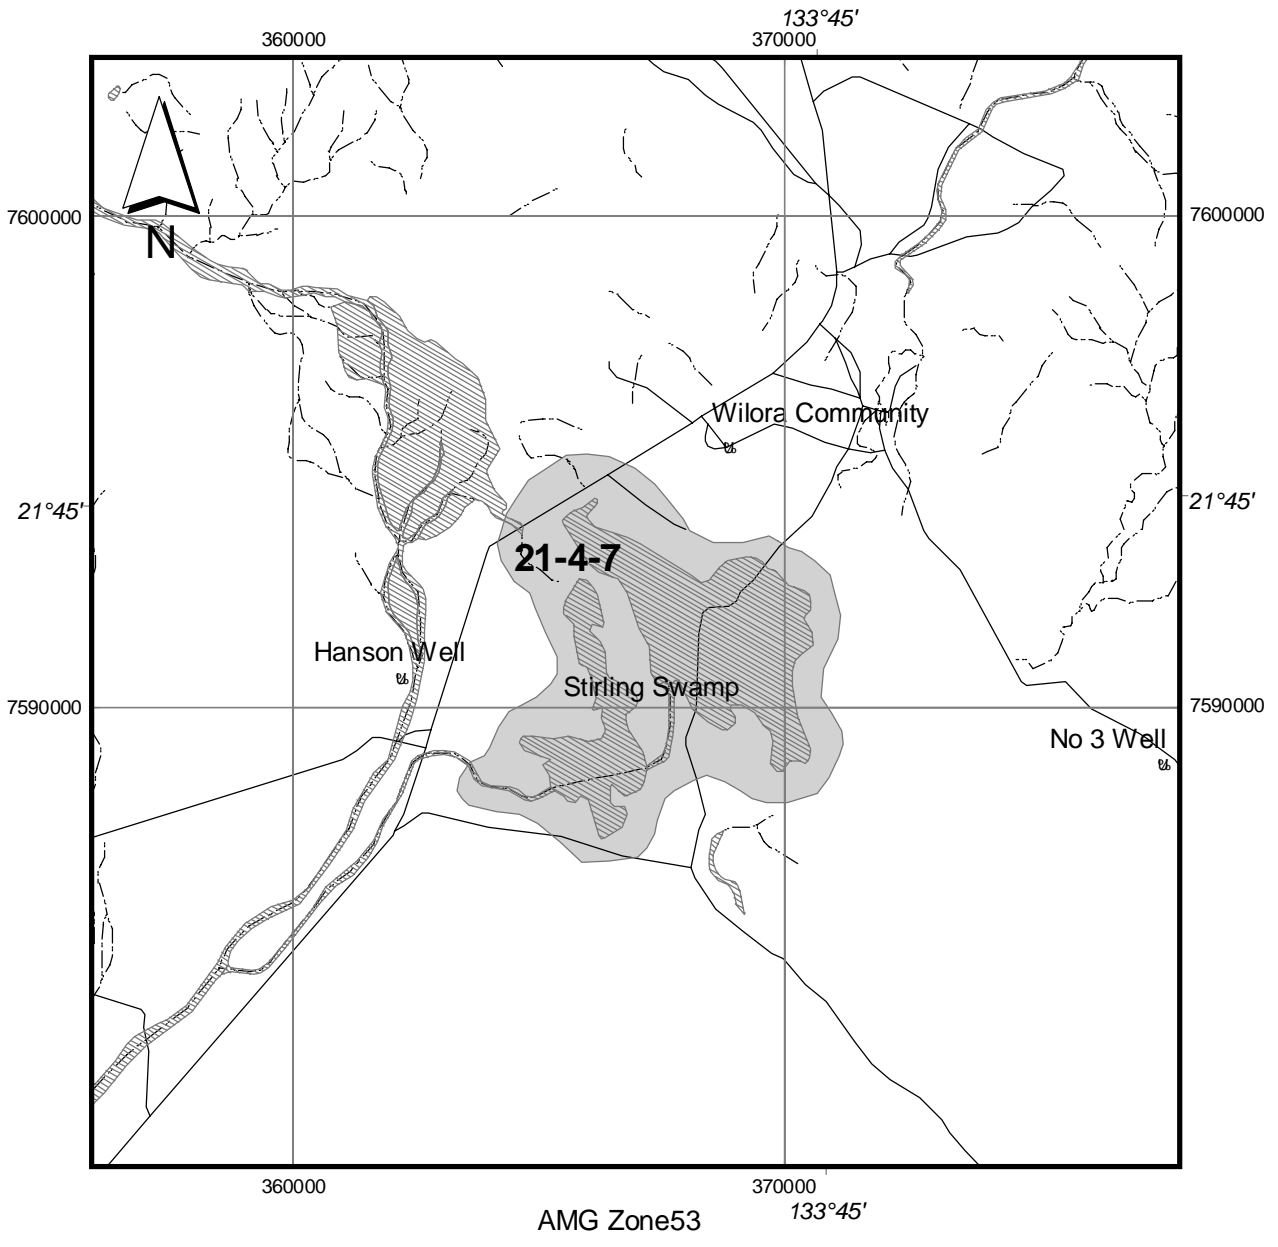 133°45'
360000
370000
7600000
7600000
N
Wilora Community
21°45'
21°45'
21-4-7
Hanson Well
Stirling Swamp
7590000
7590000
No 3 Well
360000
370000
133°45'
AMG Zone53